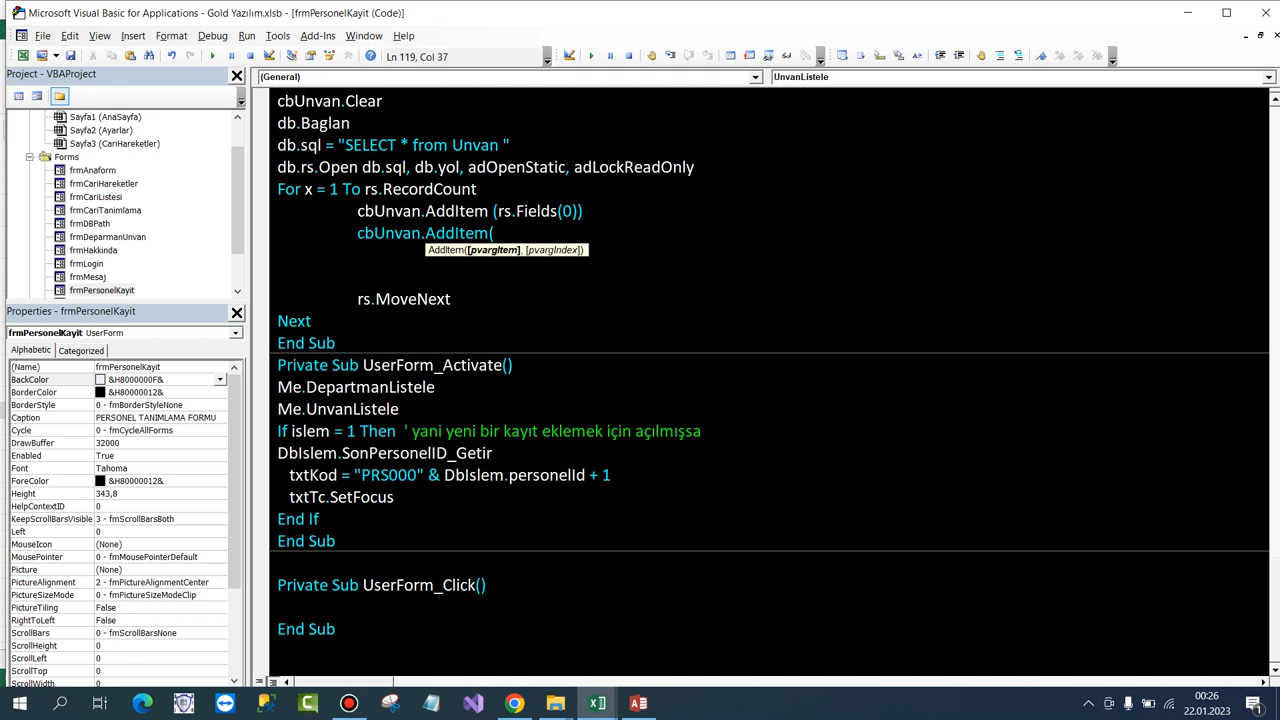 Microsoft Visual Basic for Applications - Gold Yazılım.xlsb - [frmPersonelKayit (Code)]
File Edit View Insert Format Debug Run Tools Add-Ins Window Help
Ln 119, Col 37
Project - VBAProject
(General)
UnvanListele
Sayfa1 (AnaSayfa)
Sayfa2 (Ayarlar)
Sayfa3 (CariHareketler)
Forms
frmAnaform
frmCariHareketler
frmCariListesi
frmCariTanimlama
frmDBPath
frmDeparmanUnvan
frmHakkinda
frmLogin
frmMesaj
frmPersonelKayit
Properties - frmPersonelKayit
frmPersonelKayit UserForm
Alphabetic Categorized
(Name) frmPersonelKayit
BackColor &H8000000F&
BorderColor &H80000012&
BorderStyle 0 - fmBorderStyleNone
Caption PERSONEL TANIMLAMA FORMU
Cycle 0 - fmCycleAllForms
DrawBuffer 32000
Enabled True
Font Tahoma
ForeColor &H80000012&
Height 343,8
HelpContextID 0
KeepScrollBarsVisible 3 - fmScrollBarsBoth
Left 0
MouseIcon (None)
MousePointer 0 - fmMousePointerDefault
Picture (None)
PictureAlignment 2 - fmPictureAlignmentCenter
PictureSizeMode 0 - fmPictureSizeModeClip
PictureTiling False
RightToLeft False
ScrollBars 0 - fmScrollBarsNone
ScrollHeight 0
ScrollLeft 0
ScrollTop 0
ScrollWidth 0
cbUnvan.Clear
db.Baglan
db.sql = "SELECT * from Unvan "
db.rs.Open db.sql, db.yol, adOpenStatic, adLockReadOnly
For x = 1 To rs.RecordCount
cbUnvan.AddItem (rs.Fields(0))
cbUnvan.AddItem(
AddItem([pvargItem], [pvargIndex])
rs.MoveNext
Next
End Sub
Private Sub UserForm_Activate()
Me.DepartmanListele
Me.UnvanListele
If islem = 1 Then ' yani yeni bir kayıt eklemek için açılmışsa
DbIslem.SonPersonelID_Getir
txtKod = "PRS000" & DbIslem.personelId + 1
txtTc.SetFocus
End If
End Sub
Private Sub UserForm_Click()
End Sub
00:26
22.01.2023